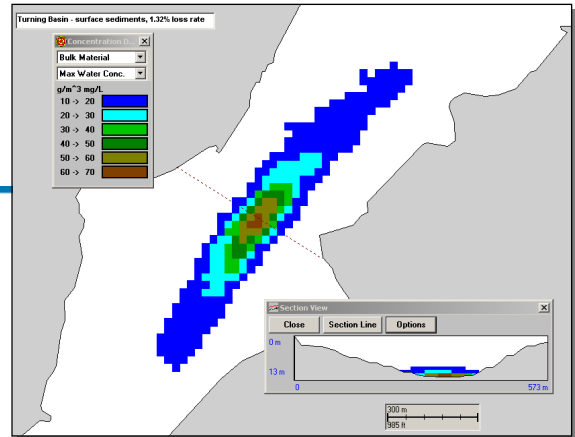 Turning Basin - surface sediments, 1.32% loss rate
Concentration D...
Bulk Material
Max Water Conc.
g/m^3 mg/L
10 -> 20
20 -> 30
30 -> 40
40 -> 50
50 -> 60
60 -> 70
Section View
Close Section Line Options
0 m
13 m
0 573 m
300 m
985 ft